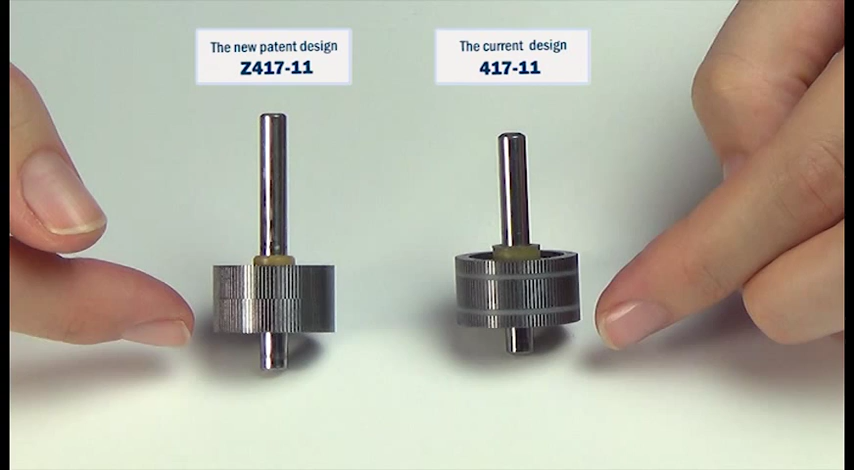 The new patent design
Z417-11
The current design
417-11